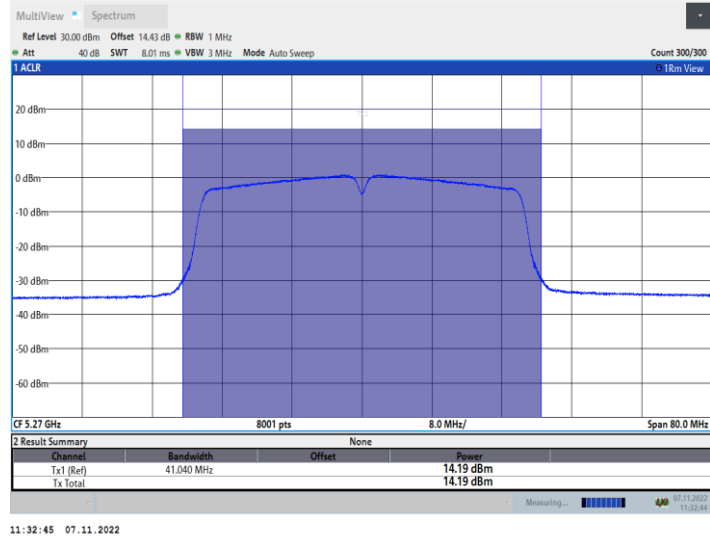 MultiView Spectrum
Ref Level 30.00 dBm Offset 14.43 dB RBW 1 MHz
Att 40 dB SWT 8.01 ms VBW 3 MHz Mode Auto Sweep Count 300/300
1 ACLR 1Rm View
20 dBm
10 dBm
0 dBm
-10 dBm
-20 dBm
-30 dBm
-40 dBm
-50 dBm
-60 dBm
CF 5.27 GHz 8001 pts 8.0 MHz/ Span 80.0 MHz
2 Result Summary None
Channel Bandwidth Offset Power
Tx1 (Ref) 41.040 MHz 14.19 dBm
Tx Total 14.19 dBm
Measuring... 07.11.2022
11:32:44
11:32:45 07.11.2022